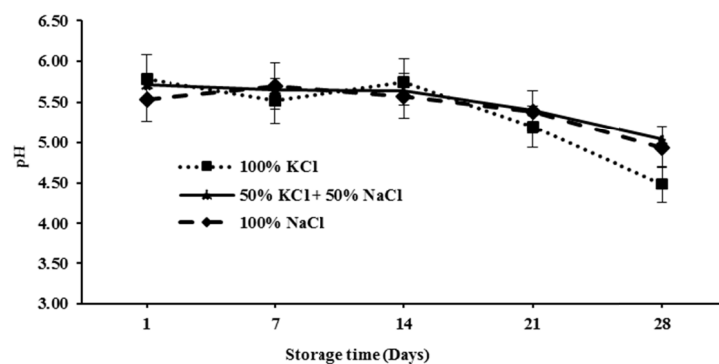 6.50
6.00
5.50
5.00
4.50
4.00
3.50
3.00
pH
100% KCl
50% KCl+ 50% NaCl
100% NaCl
1 7 14 21 28
Storage time (Days)